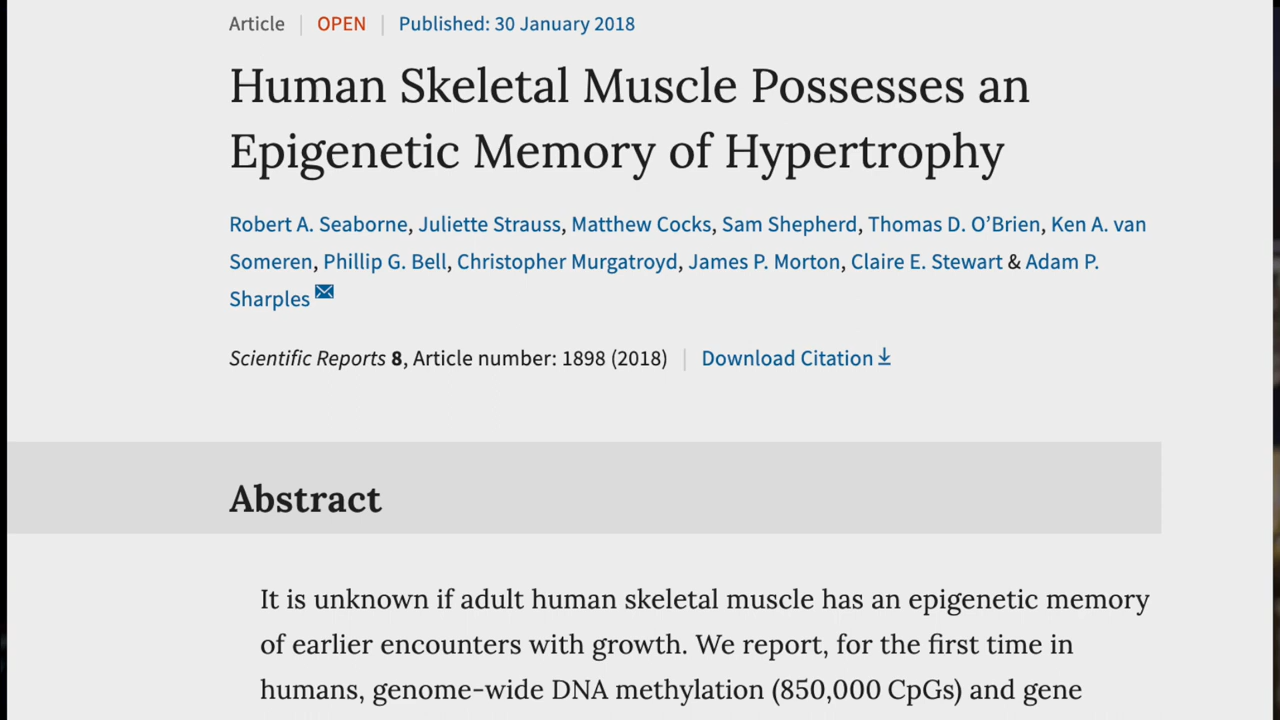 Article | OPEN | Published: 30 January 2018
Human Skeletal Muscle Possesses an
Epigenetic Memory of Hypertrophy
Robert A. Seaborne, Juliette Strauss, Matthew Cocks, Sam Shepherd, Thomas D. O’Brien, Ken A. van
Someren, Phillip G. Bell, Christopher Murgatroyd, James P. Morton, Claire E. Stewart & Adam P.
Sharples
Scientific Reports 8, Article number: 1898 (2018) | Download Citation
Abstract
It is unknown if adult human skeletal muscle has an epigenetic memory
of earlier encounters with growth. We report, for the first time in
humans, genome-wide DNA methylation (850,000 CpGs) and gene